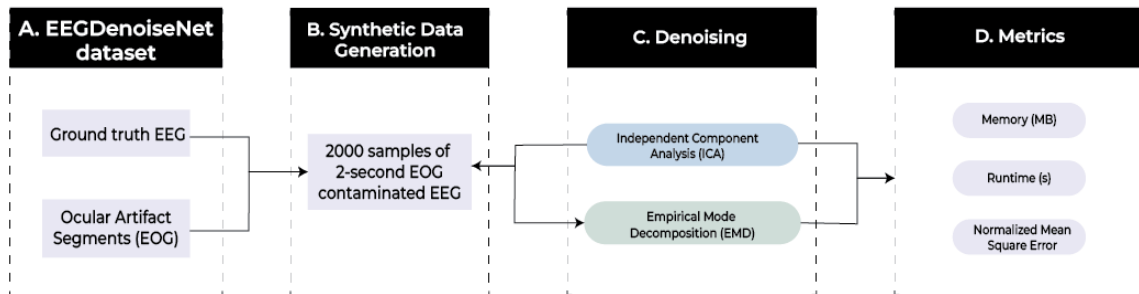 A. EEGDenoiseNet
dataset
Ground truth EEG
Ocular Artifact
Segments (EOG)
B. Synthetic Data
Generation
2000 samples of
2-second EOG
contaminated EEG
C. Denoising
Independent Component
Analysis (ICA)
Empirical Mode
Decomposition (EMD)
D. Metrics
Memory (MB)
Runtime (s)
Normalized Mean
Square Error